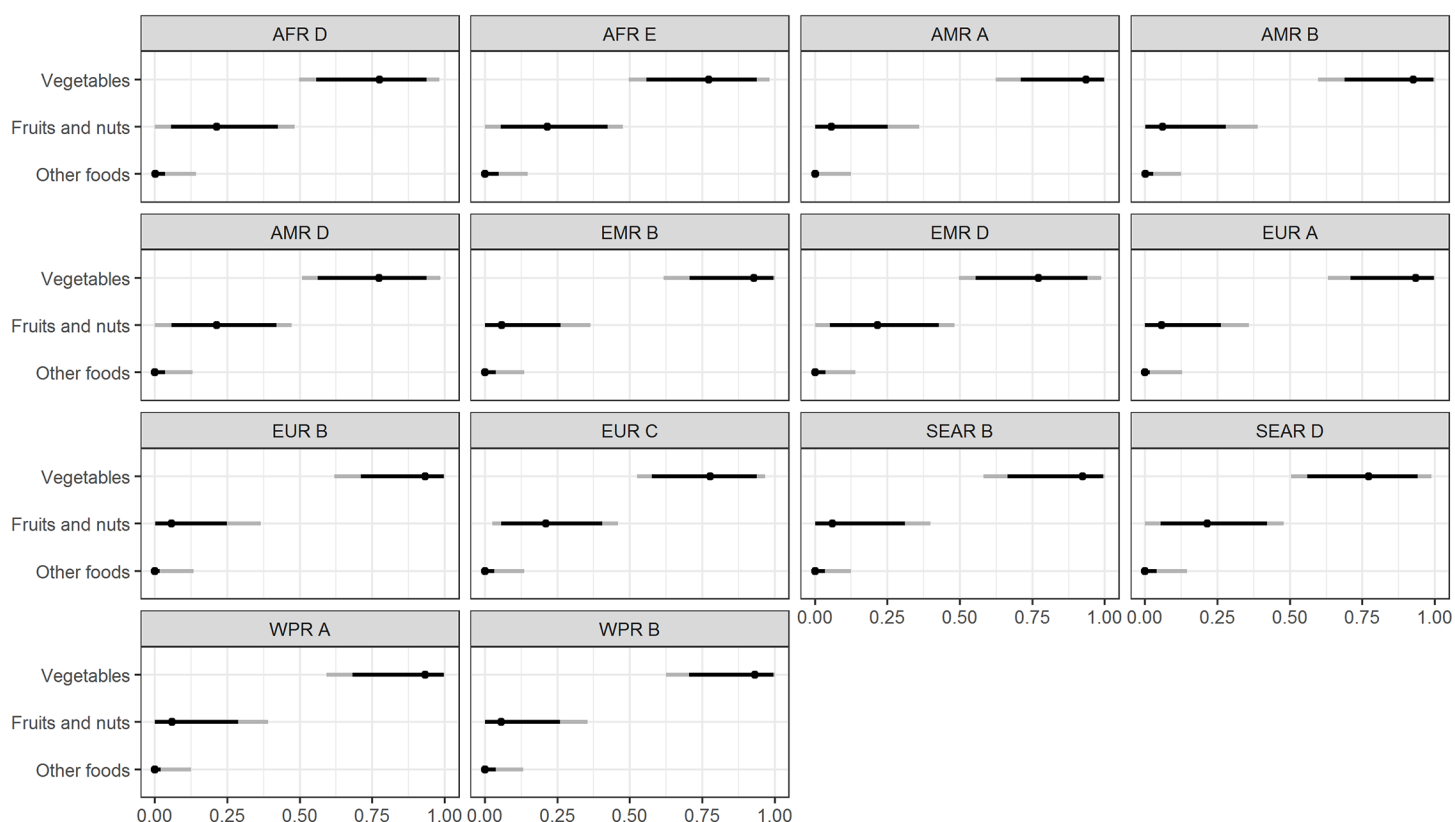 AFR D AFR E AMR A AMR B
Vegetables
Fruits and nuts
Other foods
AMR D EMR B EMR D EUR A
Vegetables
Fruits and nuts
Other foods
EUR B EUR C SEAR B SEAR D
Vegetables
Fruits and nuts
Other foods
0.00 0.25 0.50 0.75 1.00 0.00 0.25 0.50 0.75 1.00
WPR A WPR B
Vegetables
Fruits and nuts
Other foods
0.00 0.25 0.50 0.75 1.00 0.00 0.25 0.50 0.75 1.00